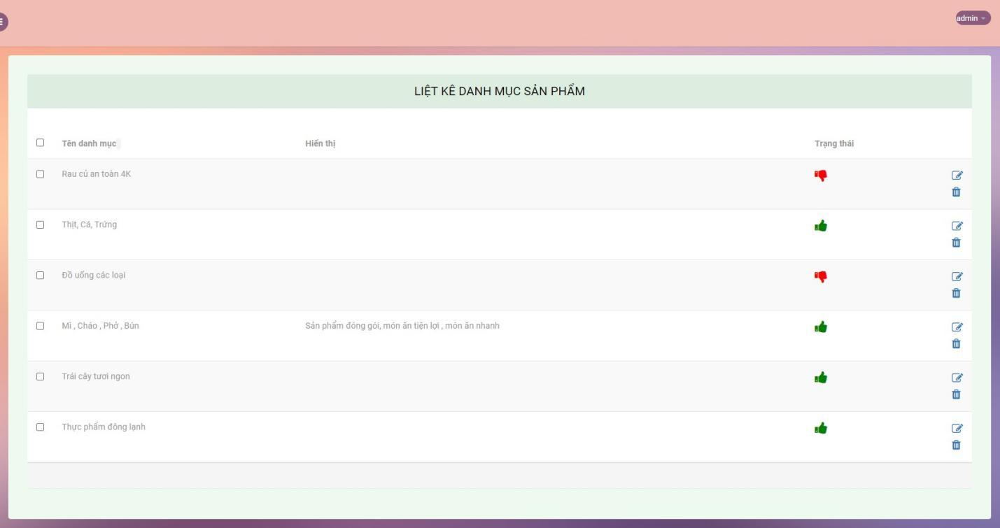 admin
LIỆT KÊ DANH MỤC SẢN PHẨM
Tên danh mục Hiển thị Trạng thái
Rau củ an toàn 4K
Thịt, Cá, Trứng
Đồ uống các loại
Mì , Cháo , Phở , Bún Sản phẩm đóng gói, món ăn tiện lợi , món ăn nhanh
Trái cây tươi ngon
Thực phẩm đông lạnh